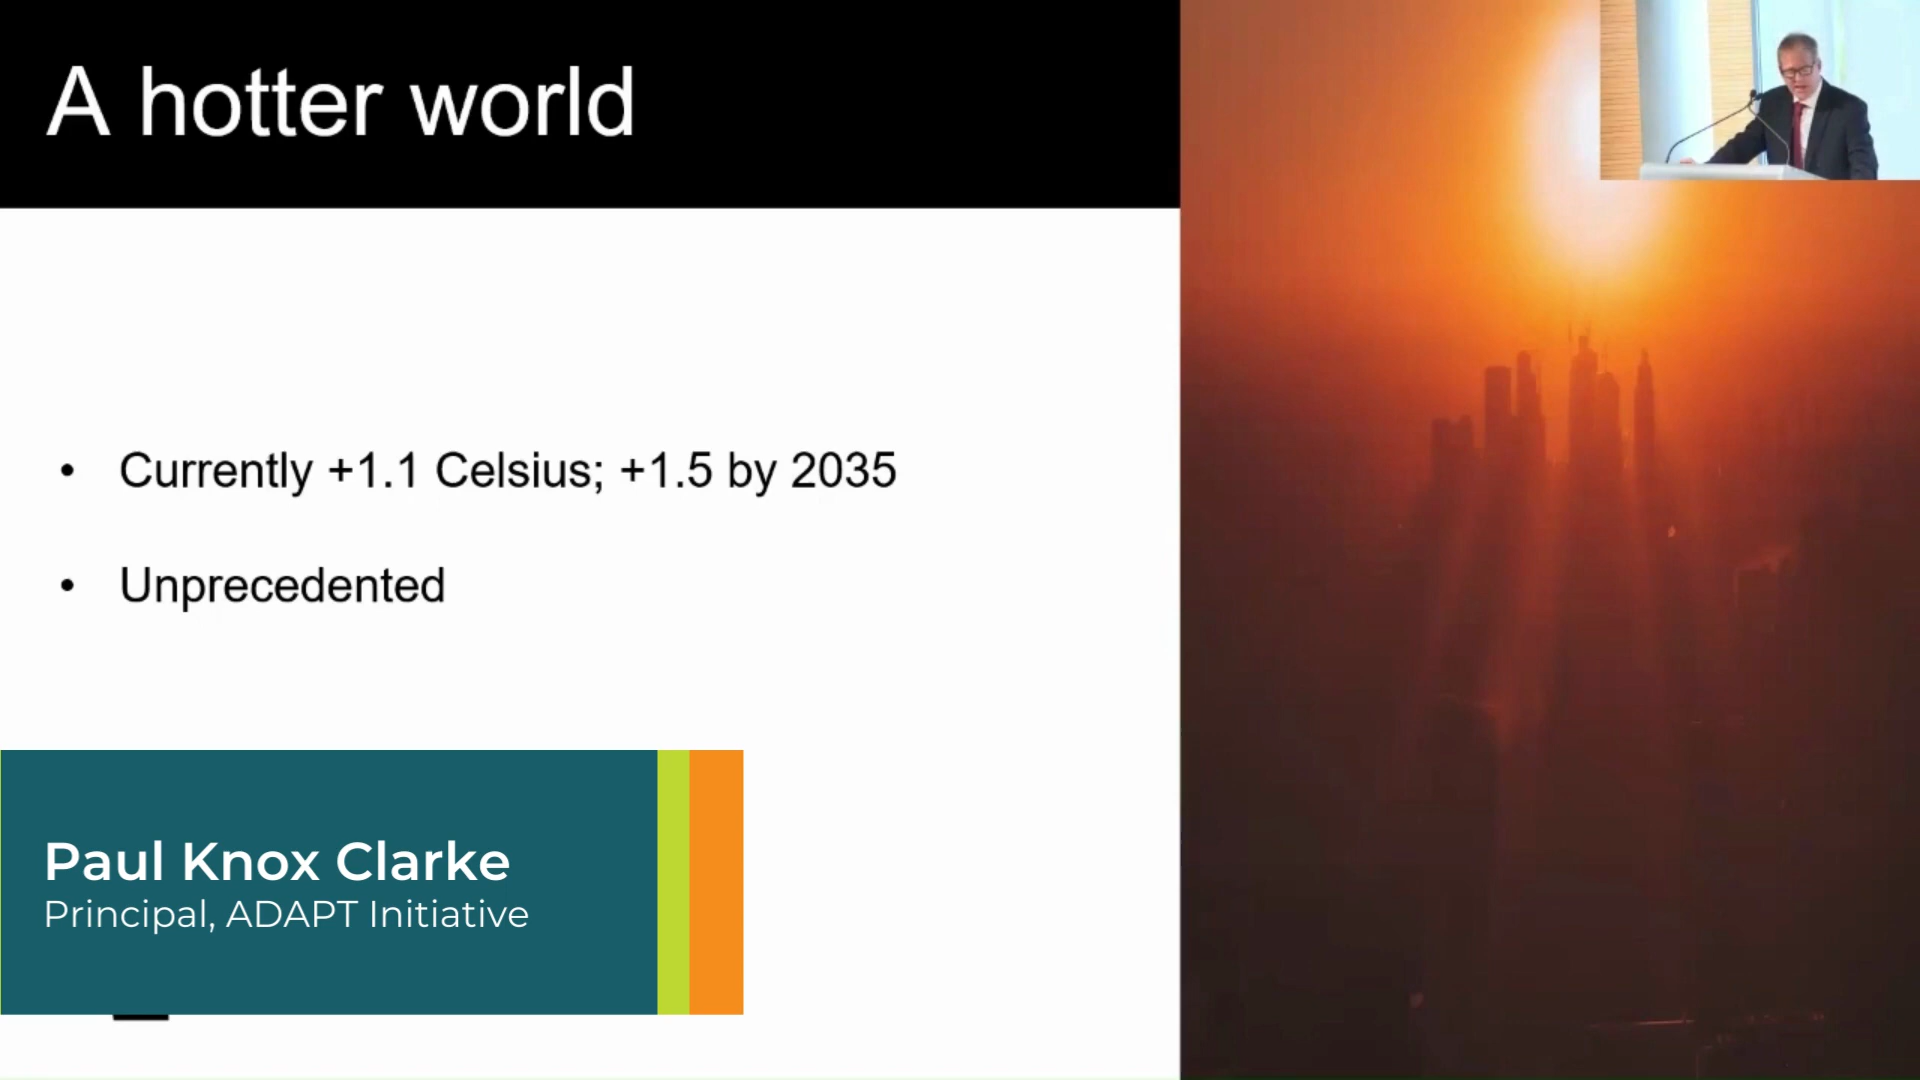 A hotter world
• Currently +1.1 Celsius; +1.5 by 2035
• Unprecedented
Paul Knox Clarke
Principal, ADAPT Initiative